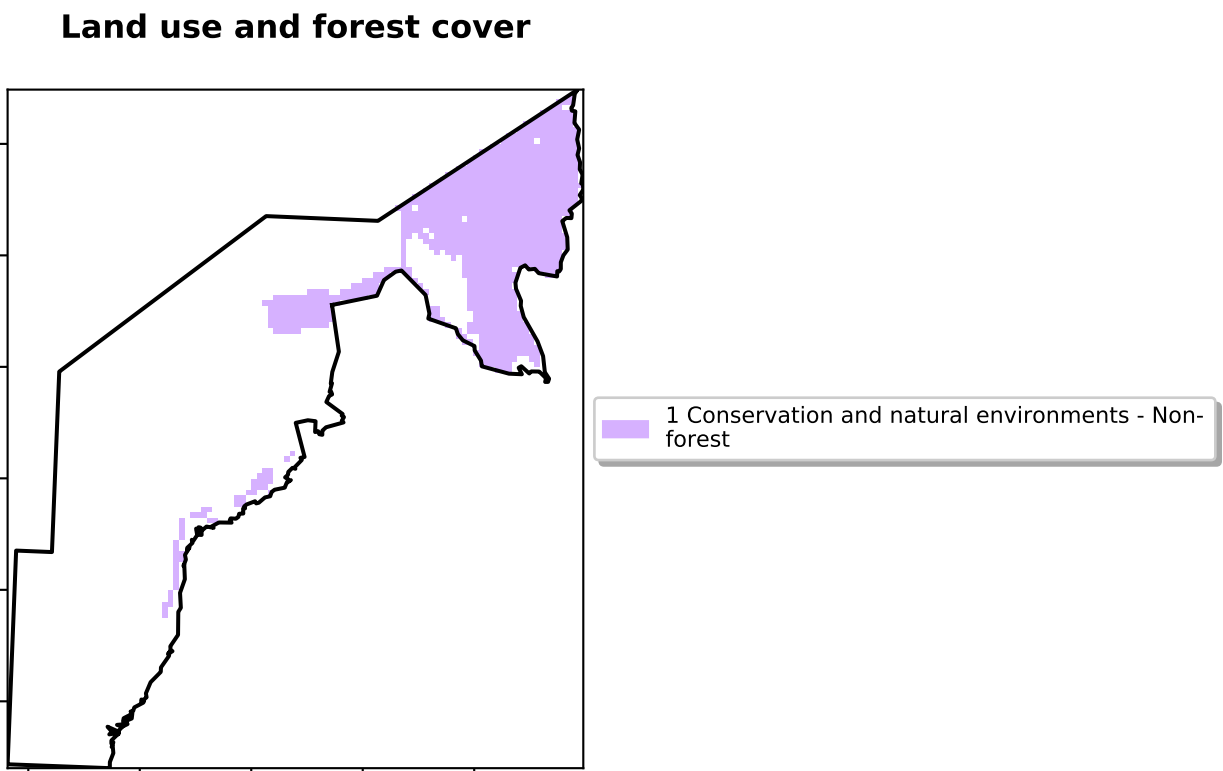 Land use and forest cover
1 Conservation and natural environments - Non-
forest